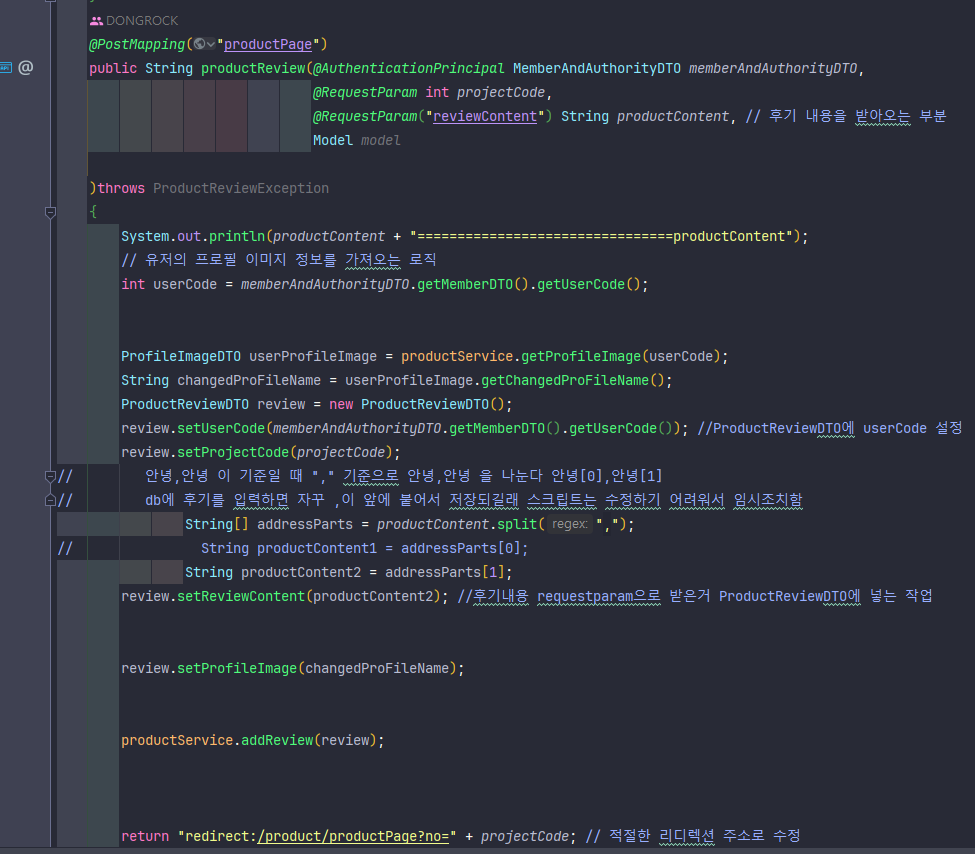 DONGROCK
@PostMapping("productPage")
public String productReview(@AuthenticationPrincipal MemberAndAuthorityDTO memberAndAuthorityDTO,
@RequestParam int projectCode,
@RequestParam("reviewContent") String productContent, // 후기 내용을 받아오는 부분
Model model
)throws ProductReviewException
{
System.out.println(productContent + "================================productContent");
// 유저의 프로필 이미지 정보를 가져오는 로직
int userCode = memberAndAuthorityDTO.getMemberDTO().getUserCode();
ProfileImageDTO userProfileImage = productService.getProfileImage(userCode);
String changedProFileName = userProfileImage.getChangedProFileName();
ProductReviewDTO review = new ProductReviewDTO();
review.setUserCode(memberAndAuthorityDTO.getMemberDTO().getUserCode()); //ProductReviewDTO에 userCode 설정
review.setProjectCode(projectCode);
// 안녕,안녕 이 기준일 때 "," 기준으로 안녕,안녕 을 나눈다 안녕[0],안녕[1]
// db에 후기를 입력하면 자꾸 ,이 앞에 붙어서 저장되길래 스크립트는 수정하기 어려워서 임시조치함
String[] addressParts = productContent.split( regex: ",");
// String productContent1 = addressParts[0];
String productContent2 = addressParts[1];
review.setReviewContent(productContent2); //후기내용 requestparam으로 받은거 ProductReviewDTO에 넣는 작업
review.setProfileImage(changedProFileName);
productService.addReview(review);
return "redirect:/product/productPage?no=" + projectCode; // 적절한 리디렉션 주소로 수정